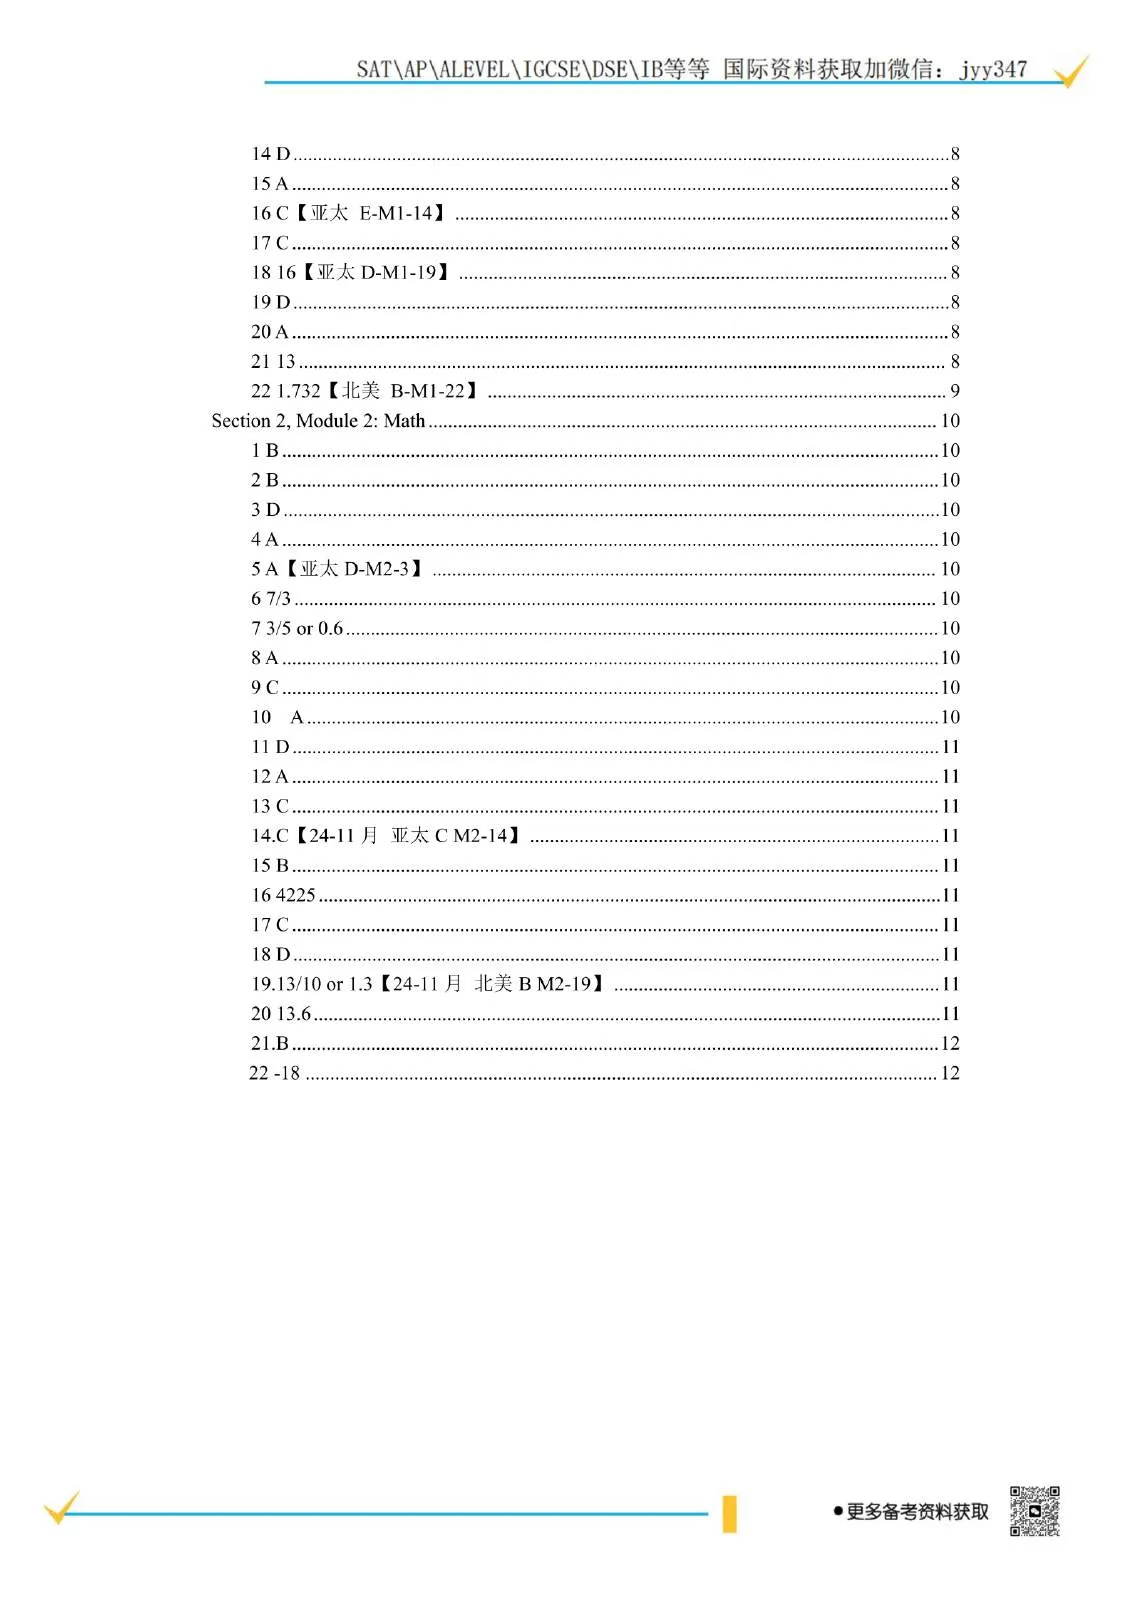 SAT\AP\ALEVEL\IGCSE\DSE\IB等等 国际资料获取加微信：jyy347
14 D........8
15 A........8
16 C【亚太 E-M1-14】........8
17 C........8
18 16【亚太 D-M1-19】........8
19 D........8
20 A........8
21 13........8
22 1.732【北美 B-M1-22】........9
Section 2, Module 2: Math........10
1 B........10
2 B........10
3 D........10
4 A........10
5 A【亚太 D-M2-3】........10
6 7/3........10
7 3/5 or 0.6........10
8 A........10
9 C........10
10 A........10
11 D........11
12 A........11
13 C........11
14.C【24-11 月 亚太 C M2-14】........11
15 B........11
16 4225........11
17 C........11
18 D........11
19.13/10 or 1.3【24-11 月 北美 B M2-19】........11
20 13.6........11
21.B........12
22 -18........12
●更多备考资料获取